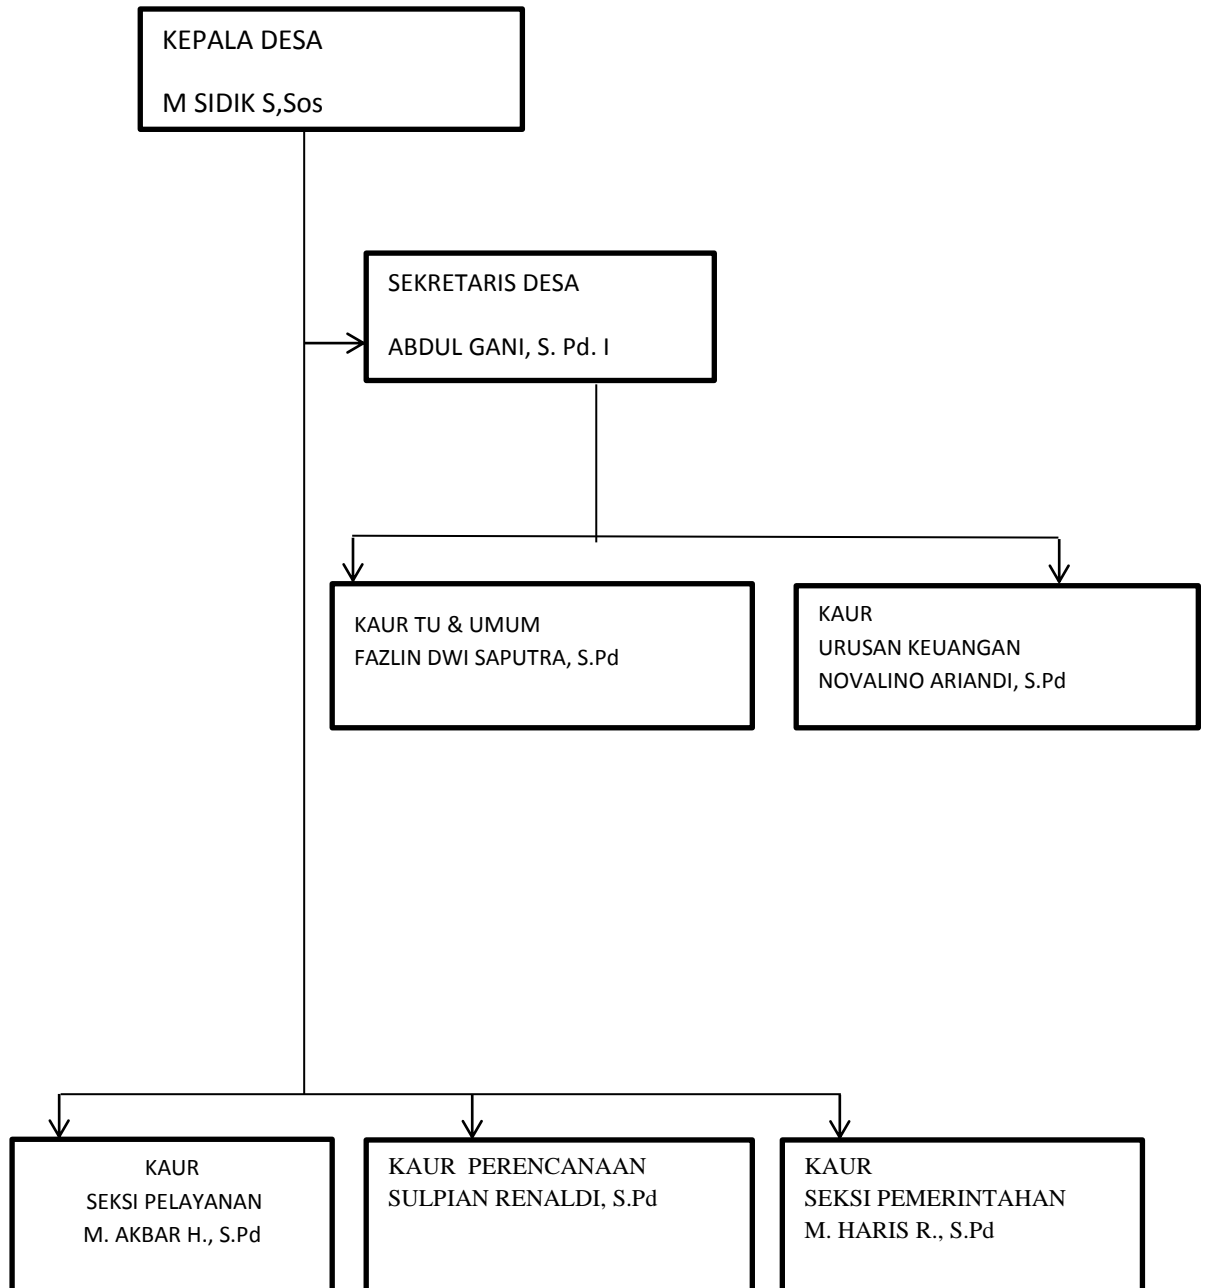 KEPALA DESA
M SIDIK S,Sos
SEKRETARIS DESA
ABDUL GANI, S. Pd. I
KAUR TU & UMUM
FAZLIN DWI SAPUTRA, S.Pd
KAUR
URUSAN KEUANGAN
NOVALINO ARIANDI, S.Pd
KAUR
SEKSI PELAYANAN
M. AKBAR H., S.Pd
KAUR  PERENCANAAN
SULPIAN RENALDI, S.Pd
KAUR
SEKSI PEMERINTAHAN
M. HARIS R., S.Pd